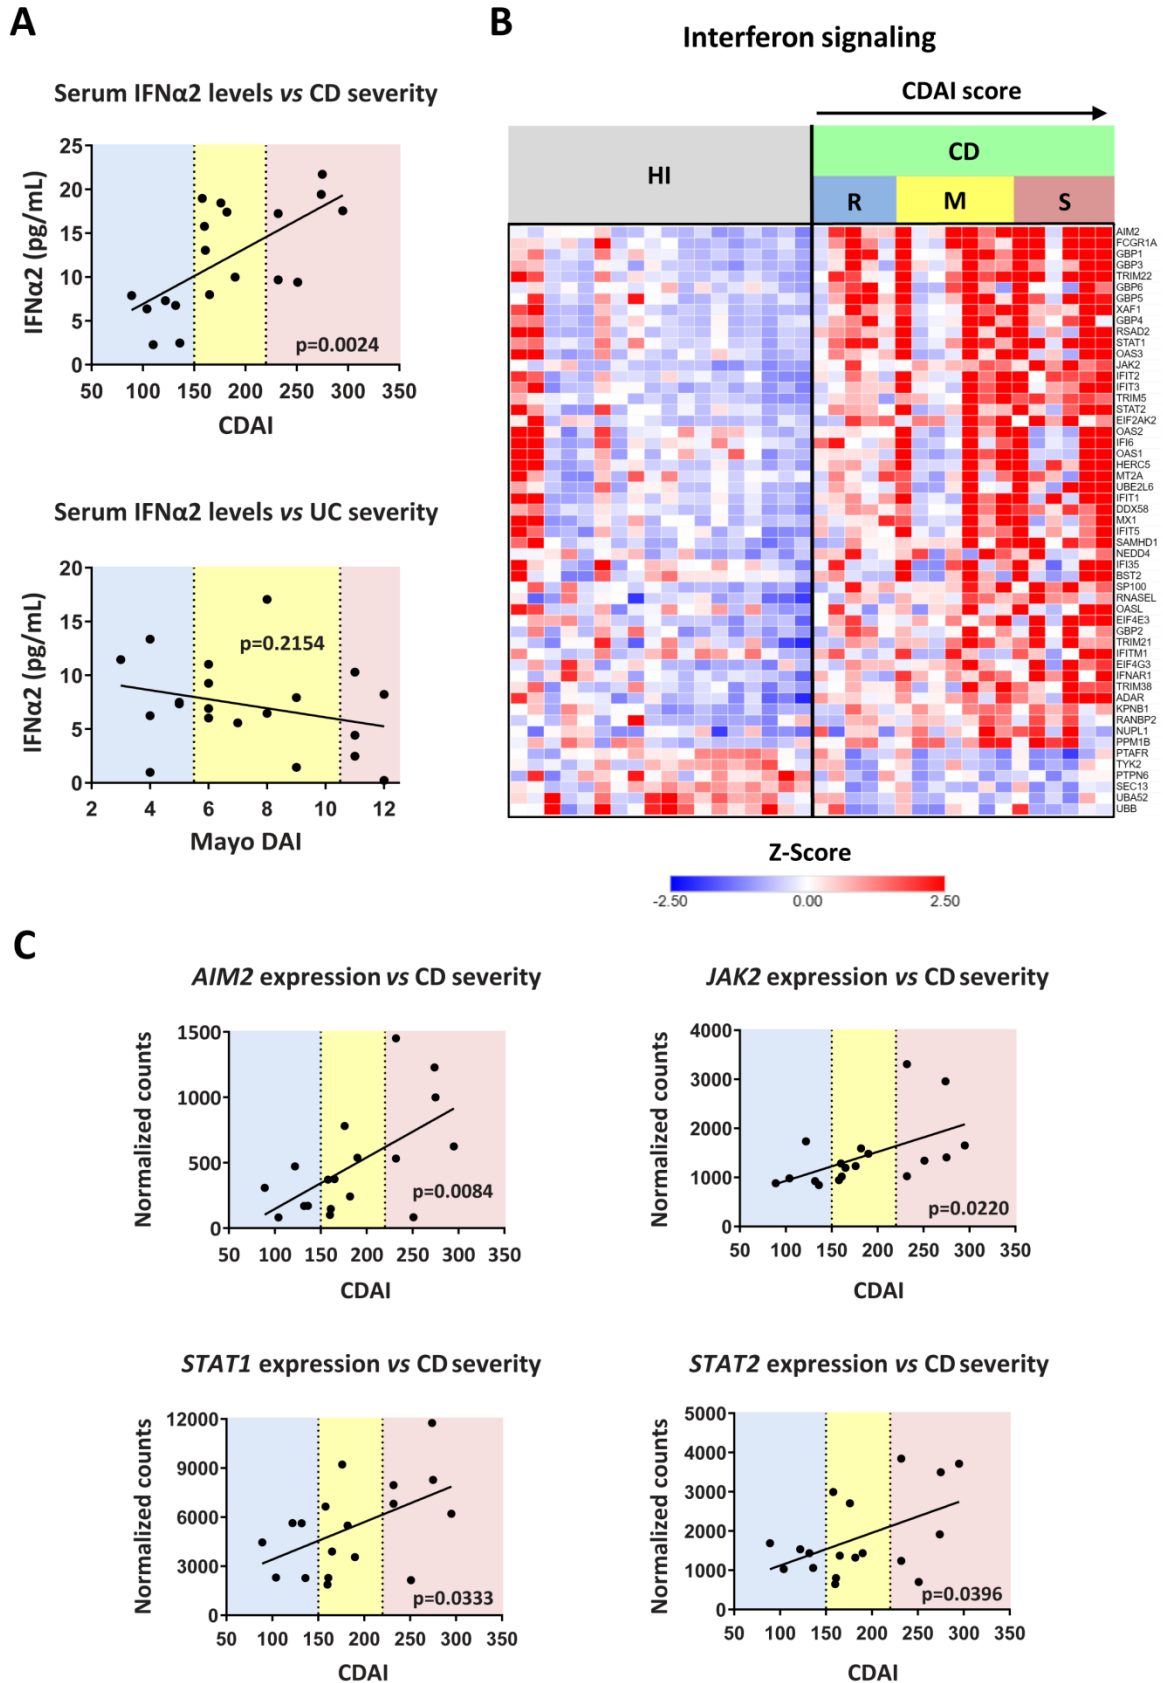 A
Serum IFNα2 levels vs CD severity
IFNα2 (pg/mL)
25
20
15
10
5
0
p=0.0024
50 100 150 200 250 300 350
CDAI
Serum IFNα2 levels vs UC severity
IFNα2 (pg/mL)
20
15
10
5
0
p=0.2154
2 4 6 8 10 12
Mayo DAI
B
Interferon signaling
CDAI score
HI
CD
R M S
AIM2
FCGR1A
GBP1
GBP3
TRIM22
GBP6
GBP5
XAF1
GBP4
RSAD2
STAT1
OAS3
JAK2
IFIT2
IFIT3
TRIM5
STAT2
EIF2AK2
OAS2
IFI6
OAS1
HERC5
MT2A
UBE2L6
IFIT1
DDX58
MX1
IFIT5
SAMHD1
NEDD4
IFI35
BST2
SP100
RNASEL
OASL
EIF4E3
GBP2
TRIM21
IFITM1
EIF4G3
IFNAR1
TRIM38
ADAR
KPNB1
RANBP2
NUPL1
PPM1B
PTAFR
TYK2
PTPN6
SEC13
UBA52
UBB
Z-Score
-2.50 0.00 2.50
C
AIM2 expression vs CD severity
Normalized counts
1500
1000
500
0
p=0.0084
50 100 150 200 250 300 350
CDAI
JAK2 expression vs CD severity
Normalized counts
4000
3000
2000
1000
0
p=0.0220
50 100 150 200 250 300 350
CDAI
STAT1 expression vs CD severity
Normalized counts
12000
9000
6000
3000
0
p=0.0333
50 100 150 200 250 300 350
CDAI
STAT2 expression vs CD severity
Normalized counts
5000
4000
3000
2000
1000
0
p=0.0396
50 100 150 200 250 300 350
CDAI